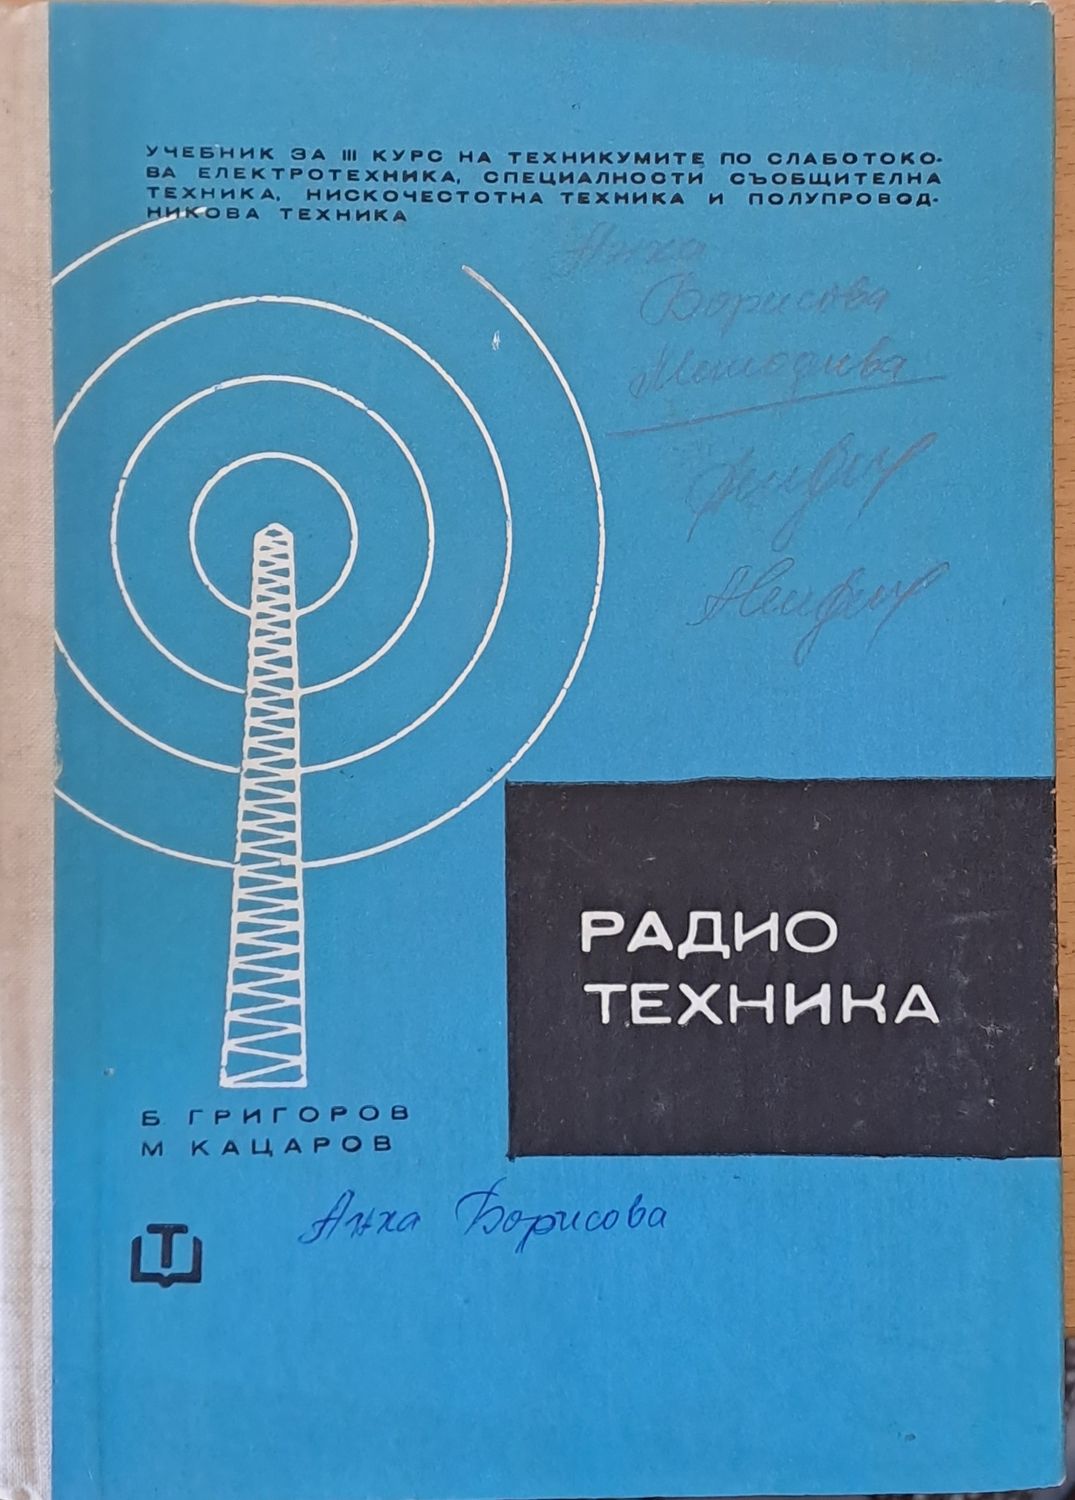 УЧЕБНИК ЗА III КУРС НА ТЕХНИКУМИТЕ ПО СЛАБОТОКО-
ВА ЕЛЕКТРОТЕХНИКА, СПЕЦИАЛНОСТИ СЪОБЩИТЕЛНА
ТЕХНИКА, НИСКОЧЕСТОТНА ТЕХНИКА И ПОЛУПРОВОД-
НИКОВА ТЕХНИКА
Анка
Борисова
Методиева
РАДИО
ТЕХНИКА
Б. ГРИГОРОВ
М КАЦАРОВ
Анка Борисова
Т